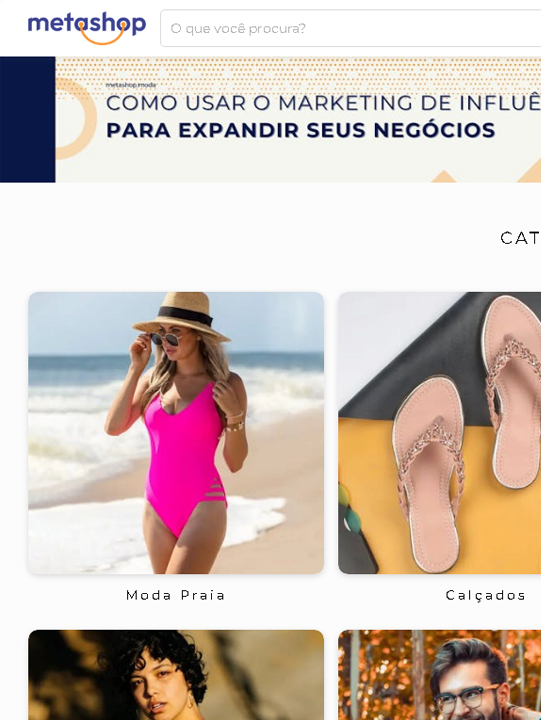 metashop
O que você procura?
metashop.moda
COMO USAR O MARKETING DE INFLUÊ
PARA EXPANDIR SEUS NEGÓCIOS
CAT
Moda Praia
Calçados